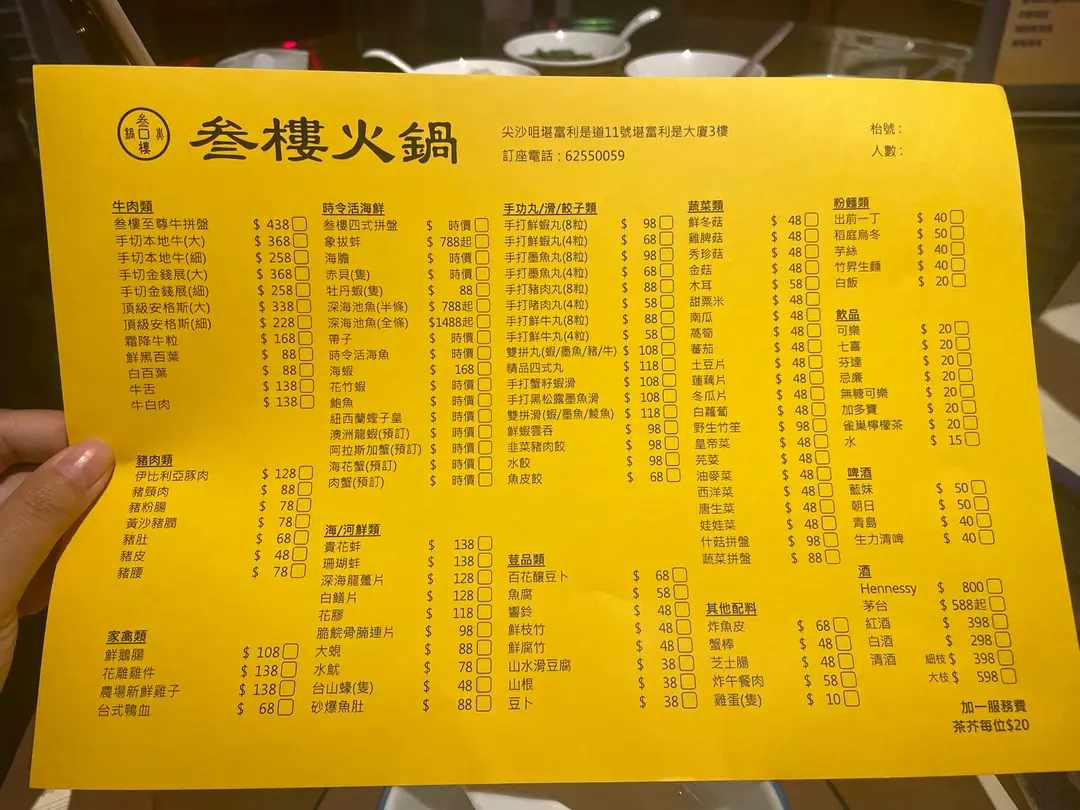 叁樓火鍋
叁樓火鍋
尖沙咀堪富利是道11號堪富利是大廈3樓
訂座電話：62550059
枱號：
人數：
牛肉類
叁樓至尊牛拼盤 $ 438
手切本地牛(大) $ 368
手切本地牛(細) $ 258
手切金錢展(大) $ 368
手切金錢展(細) $ 258
頂級安格斯(大) $ 338
頂級安格斯(細) $ 228
霜降牛粒 $ 168
鮮黑百葉 $ 88
白百葉 $ 88
牛舌 $ 138
牛白肉 $ 138
豬肉類
伊比利亞豚肉 $ 128
豬頸肉 $ 88
豬粉腸 $ 78
黃沙豬膶 $ 78
豬肚 $ 68
豬皮 $ 48
豬腰 $ 78
家禽類
鮮鵝腸 $ 108
花雕雞件 $ 138
農場新鮮雞子 $ 138
台式鴨血 $ 68
時令活海鮮
叁樓四式拼盤 $ 時價
象拔蚌 $ 788起
海膽 $ 時價
赤貝(隻) $ 時價
牡丹蝦(隻) $ 88
深海池魚(半條) $ 788起
深海池魚(全條) $1488起
帶子 $ 時價
時令活海魚 $ 時價
海蝦 $ 168
花竹蝦 $ 時價
鮑魚 $ 時價
紐西蘭蟶子皇 $ 時價
澳洲龍蝦(預訂) $ 時價
阿拉斯加蟹(預訂) $ 時價
海花蟹(預訂) $ 時價
肉蟹(預訂) $ 時價
海/河鮮類
貴花蚌 $ 138
珊瑚蚌 $ 138
深海龍躉片 $ 128
白鱔片 $ 128
花膠 $ 118
脆鯇骨腩連片 $ 98
大蜆 $ 88
水魷 $ 78
台山蠔(隻) $ 48
砂爆魚肚 $ 88
手功丸/滑/餃子類
手打鮮蝦丸(8粒) $ 98
手打鮮蝦丸(4粒) $ 68
手打墨魚丸(8粒) $ 98
手打墨魚丸(4粒) $ 68
手打豬肉丸(8粒) $ 88
手打豬肉丸(4粒) $ 58
手打鮮牛丸(8粒) $ 88
手打鮮牛丸(4粒) $ 58
雙拼丸(蝦/墨魚/豬/牛) $ 108
精品四式丸 $ 118
手打蟹籽蝦滑 $ 108
手打黑松露墨魚滑 $ 108
雙拼滑(蝦/墨魚/鯪魚) $ 118
鮮蝦雲吞 $ 98
韮菜豬肉餃 $ 98
水餃 $ 98
魚皮餃 $ 68
荳品類
百花釀豆卜 $ 68
魚腐 $ 58
響鈴 $ 48
鮮枝竹 $ 48
鮮腐竹 $ 48
山水滑豆腐 $ 38
山根 $ 38
豆卜 $ 38
蔬菜類
鮮冬菇 $ 48
雞脾菇 $ 48
秀珍菇 $ 48
金菇 $ 48
木耳 $ 58
甜粟米 $ 48
南瓜 $ 48
萵筍 $ 48
蕃茄 $ 48
土豆片 $ 48
蓮藕片 $ 48
冬瓜片 $ 48
白蘿蔔 $ 48
野生竹笙 $ 98
皇帝菜 $ 48
芫荽 $ 48
油麥菜 $ 48
西洋菜 $ 48
唐生菜 $ 48
娃娃菜 $ 48
什菇拼盤 $ 98
蔬菜拼盤 $ 88
其他配料
炸魚皮 $ 68
蟹棒 $ 48
芝士腸 $ 48
炸午餐肉 $ 58
雞蛋(隻) $ 10
粉麵類
出前一丁 $ 40
稻庭烏冬 $ 50
芋絲 $ 40
竹昇生麵 $ 40
白飯 $ 20
飲品
可樂 $ 20
七喜 $ 20
芬達 $ 20
忌廉 $ 20
無糖可樂 $ 20
加多寶 $ 20
雀巢檸檬茶 $ 20
水 $ 15
啤酒
藍妹 $ 50
朝日 $ 50
青島 $ 40
生力清啤 $ 40
酒
Hennessy $ 800
茅台 $ 588起
紅酒 $ 398
白酒 $ 298
清酒 細枝 $ 398
大枝 $ 598
加一服務費
茶芥每位$20